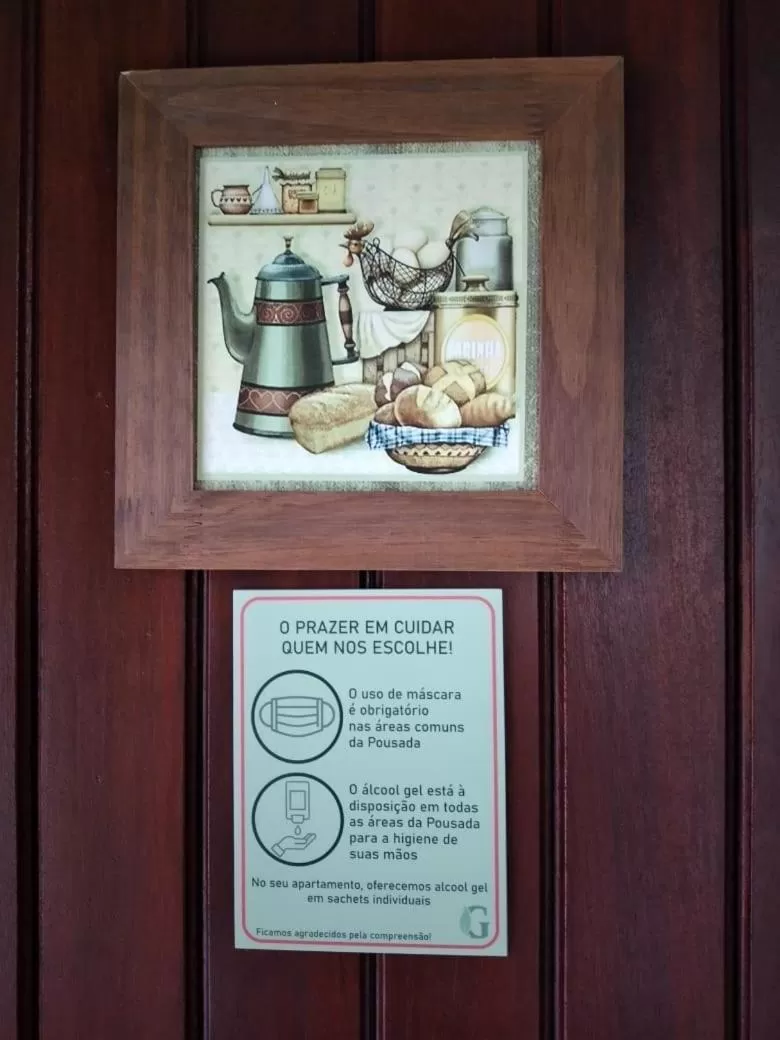 O PRAZER EM CUIDAR
QUEM NOS ESCOLHE!
O uso de máscara
é obrigatório
nas áreas comuns
da Pousada
O álcool gel está à
disposição em todas
as áreas da Pousada
para a higiene de
suas mãos
No seu apartamento, oferecemos alcool gel
em sachets individuais
G
Ficamos agradecidos pela compreensão!